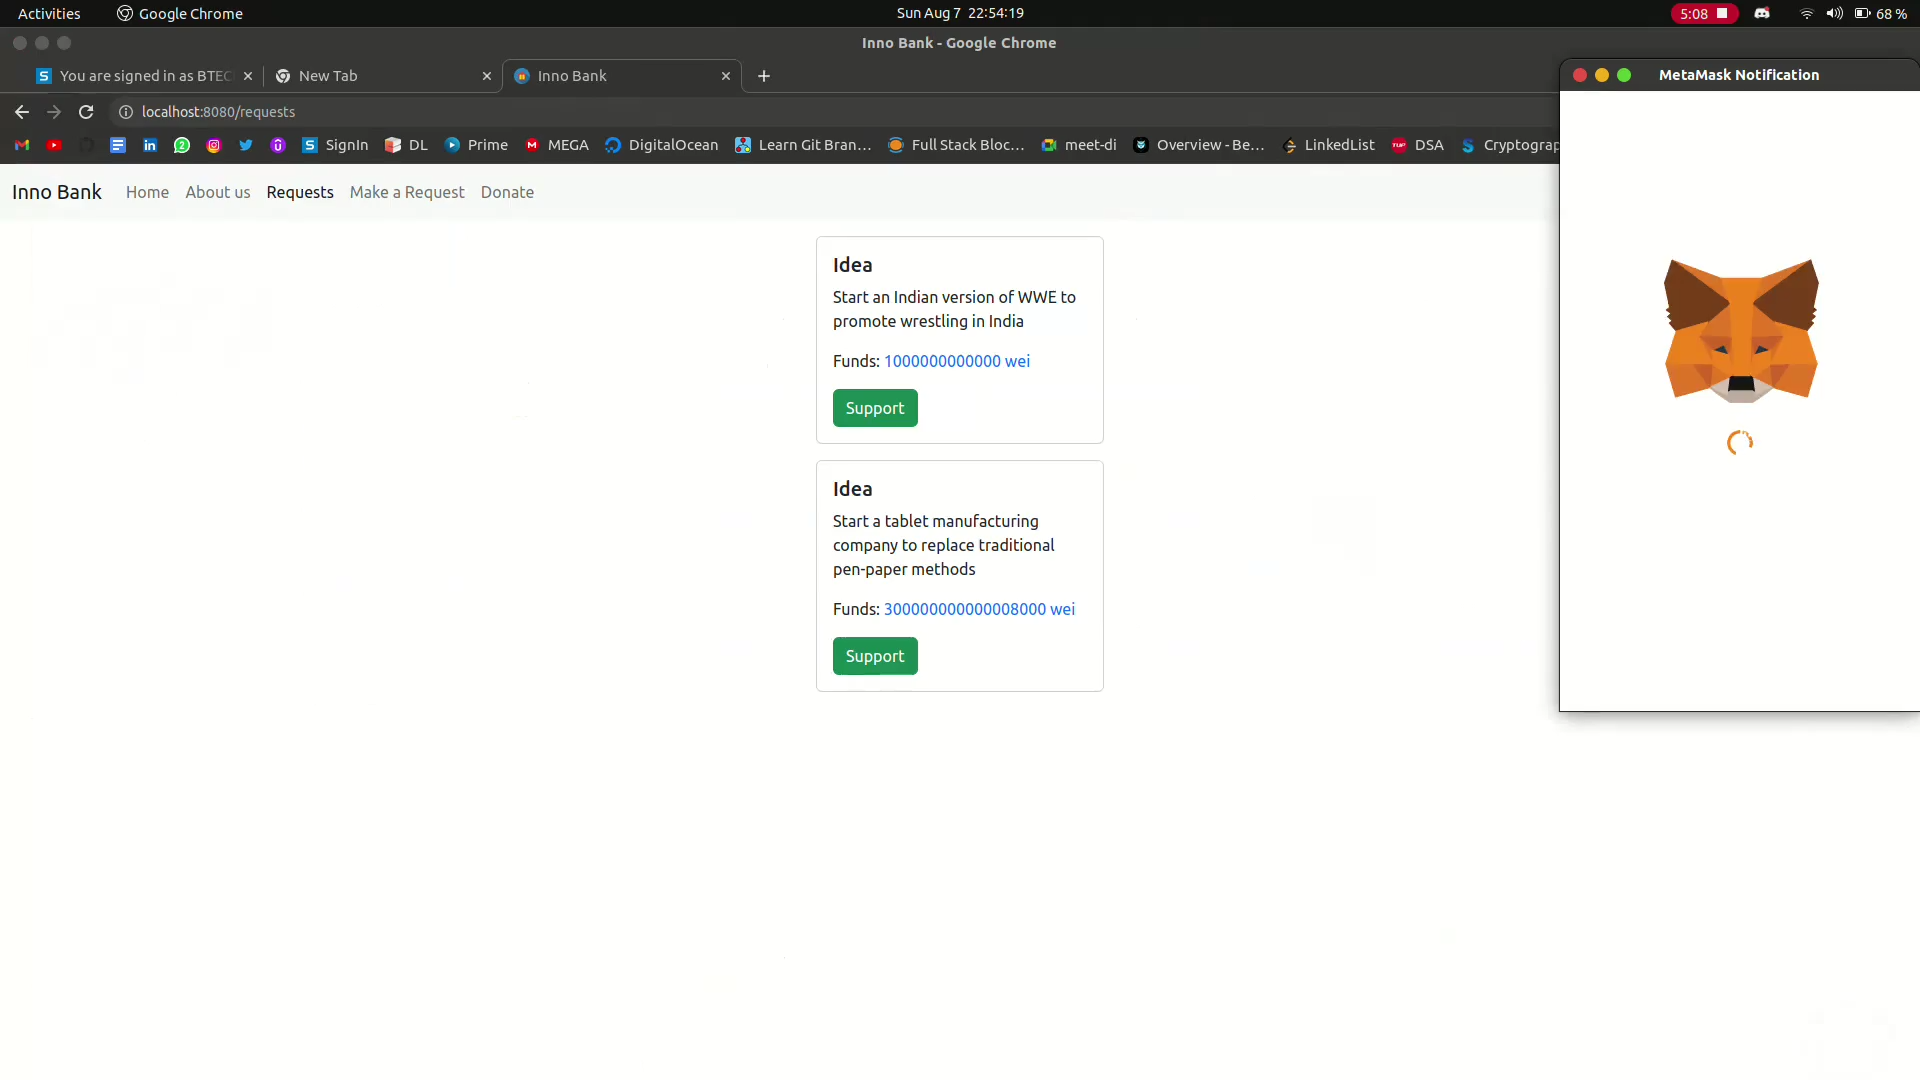 Activities Google Chrome Sun Aug 7 22:54:19 5:08 68 %
Inno Bank - Google Chrome
You are signed in as BTEC New Tab Inno Bank
MetaMask Notification
localhost:8080/requests
SignIn DL Prime MEGA DigitalOcean Learn Git Bran... Full Stack Bloc... meet-di Overview - Be... LinkedList DSA Cryptograp
Inno Bank Home About us Requests Make a Request Donate
Idea
Start an Indian version of WWE to
promote wrestling in India
Funds: 1000000000000 wei
Support
Idea
Start a tablet manufacturing
company to replace traditional
pen-paper methods
Funds: 300000000000008000 wei
Support